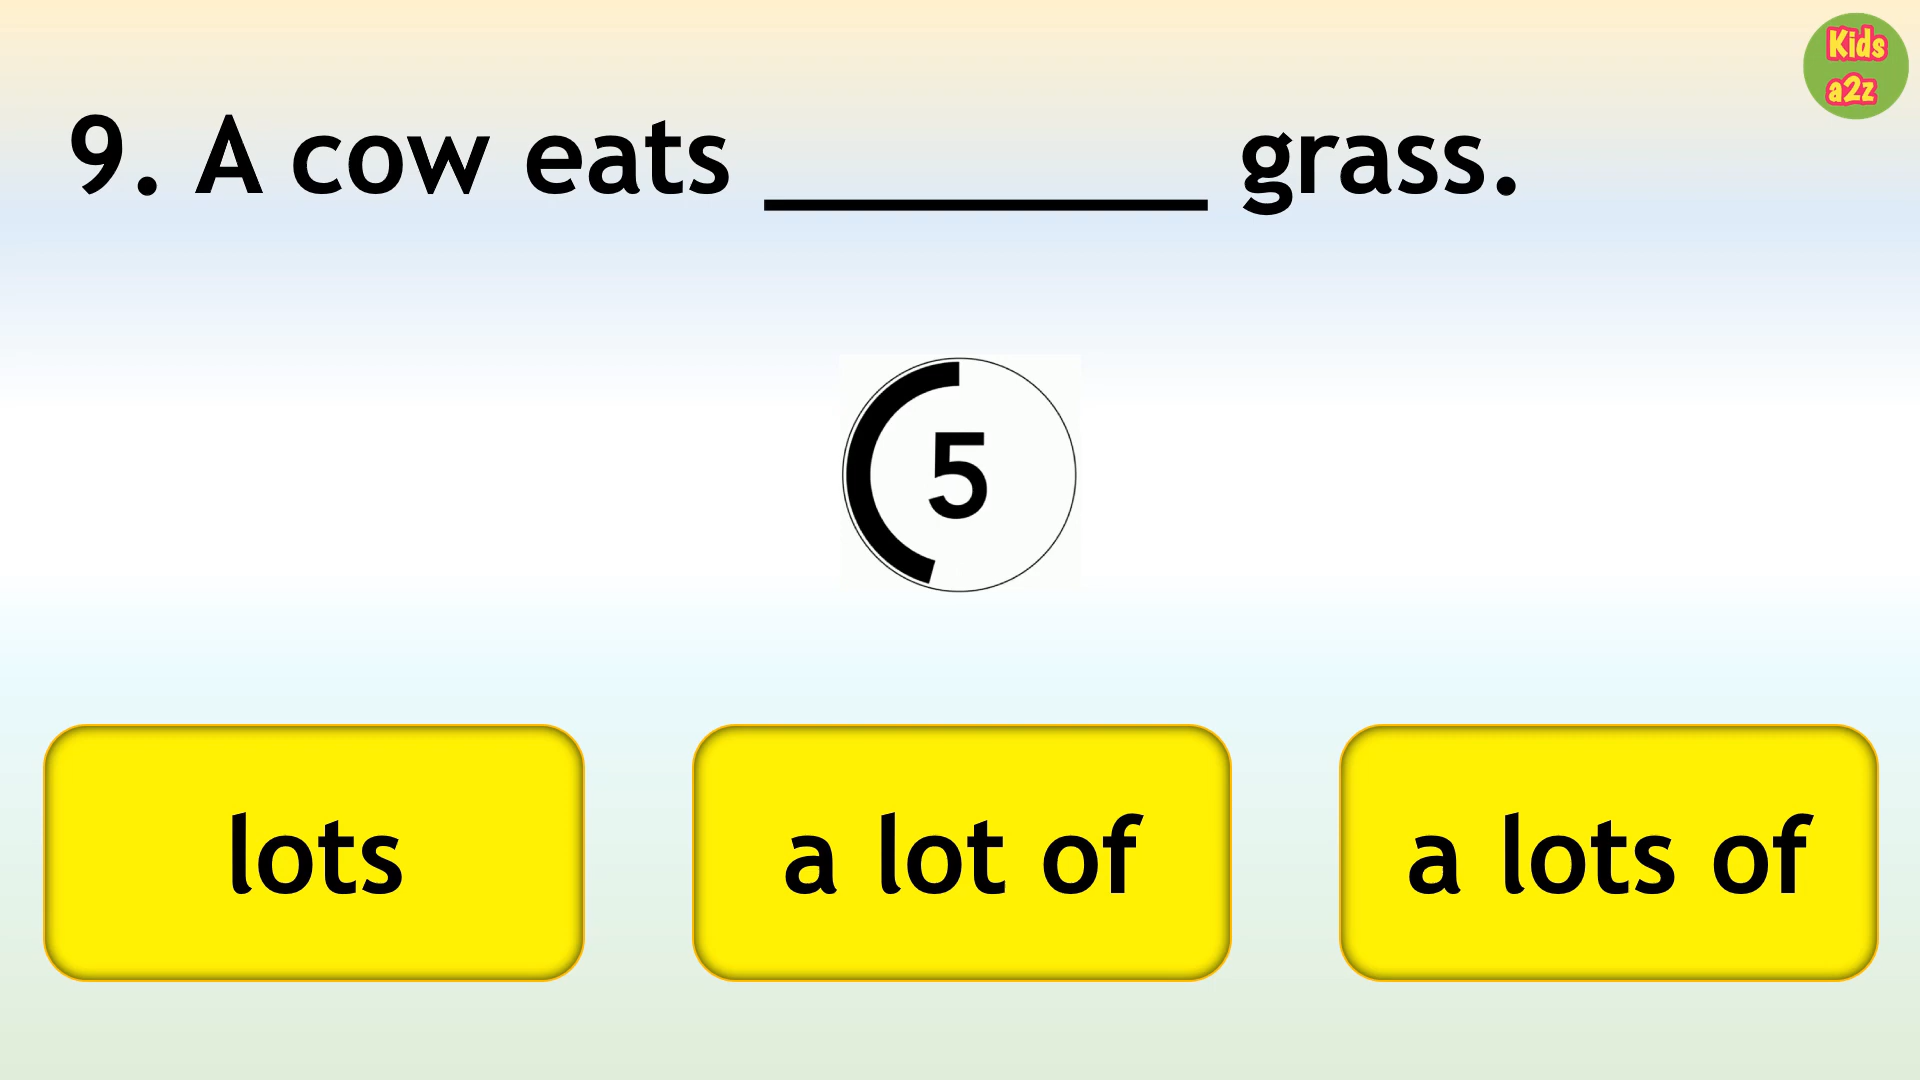 Kids
a2z
9. A cow eats __________ grass.
5
lots
a lot of
a lots of